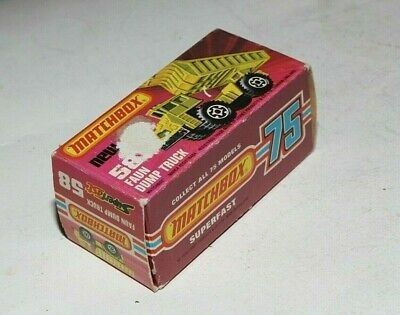 MATCHBOX
new
58
FAUN
DUMP TRUCK
COLLECT ALL 75 MODELS
MATCHBOX
75
SUPERFAST
58
FAUN DUMP TRUCK
MATCHBOX